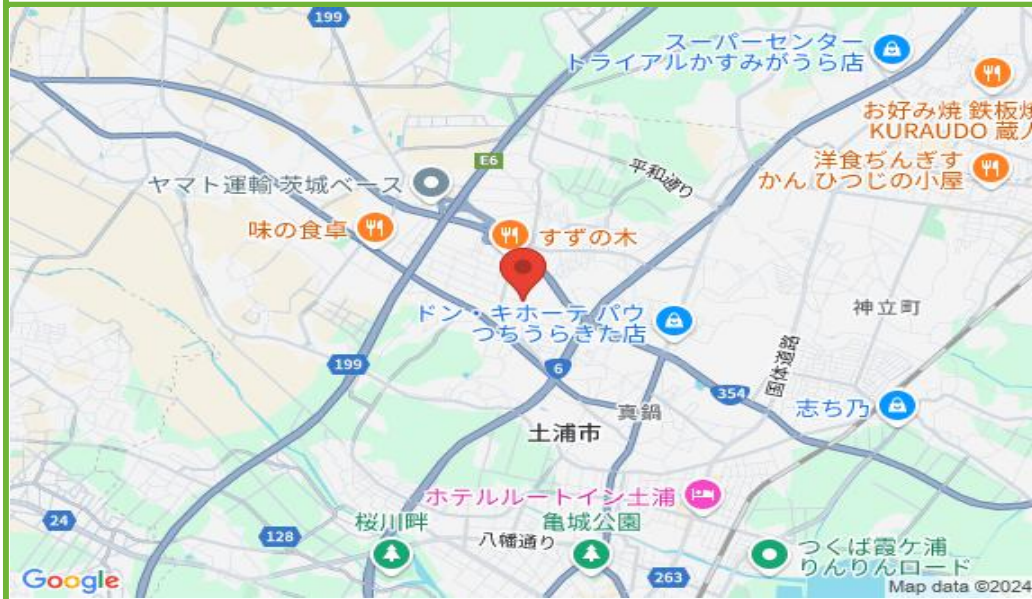 199
スーパーセンター
トライアルかすみがうら店
お好み焼 鉄板焼
KURAUDO 蔵人
E6
平和通り
洋食ぢんぎす
かん ひつじの小屋
ヤマト運輸 茨城ベース
味の食卓
すずの木
ドン・キホーテ パウ
つちうらきた店
神立町
199
6
国体道路
354
真鍋
志ち乃
土浦市
ホテルルートイン土浦
24
桜川畔
亀城公園
128
八幡通り
つくば霞ケ浦
りんりんロード
263
Google
Map data ©2024